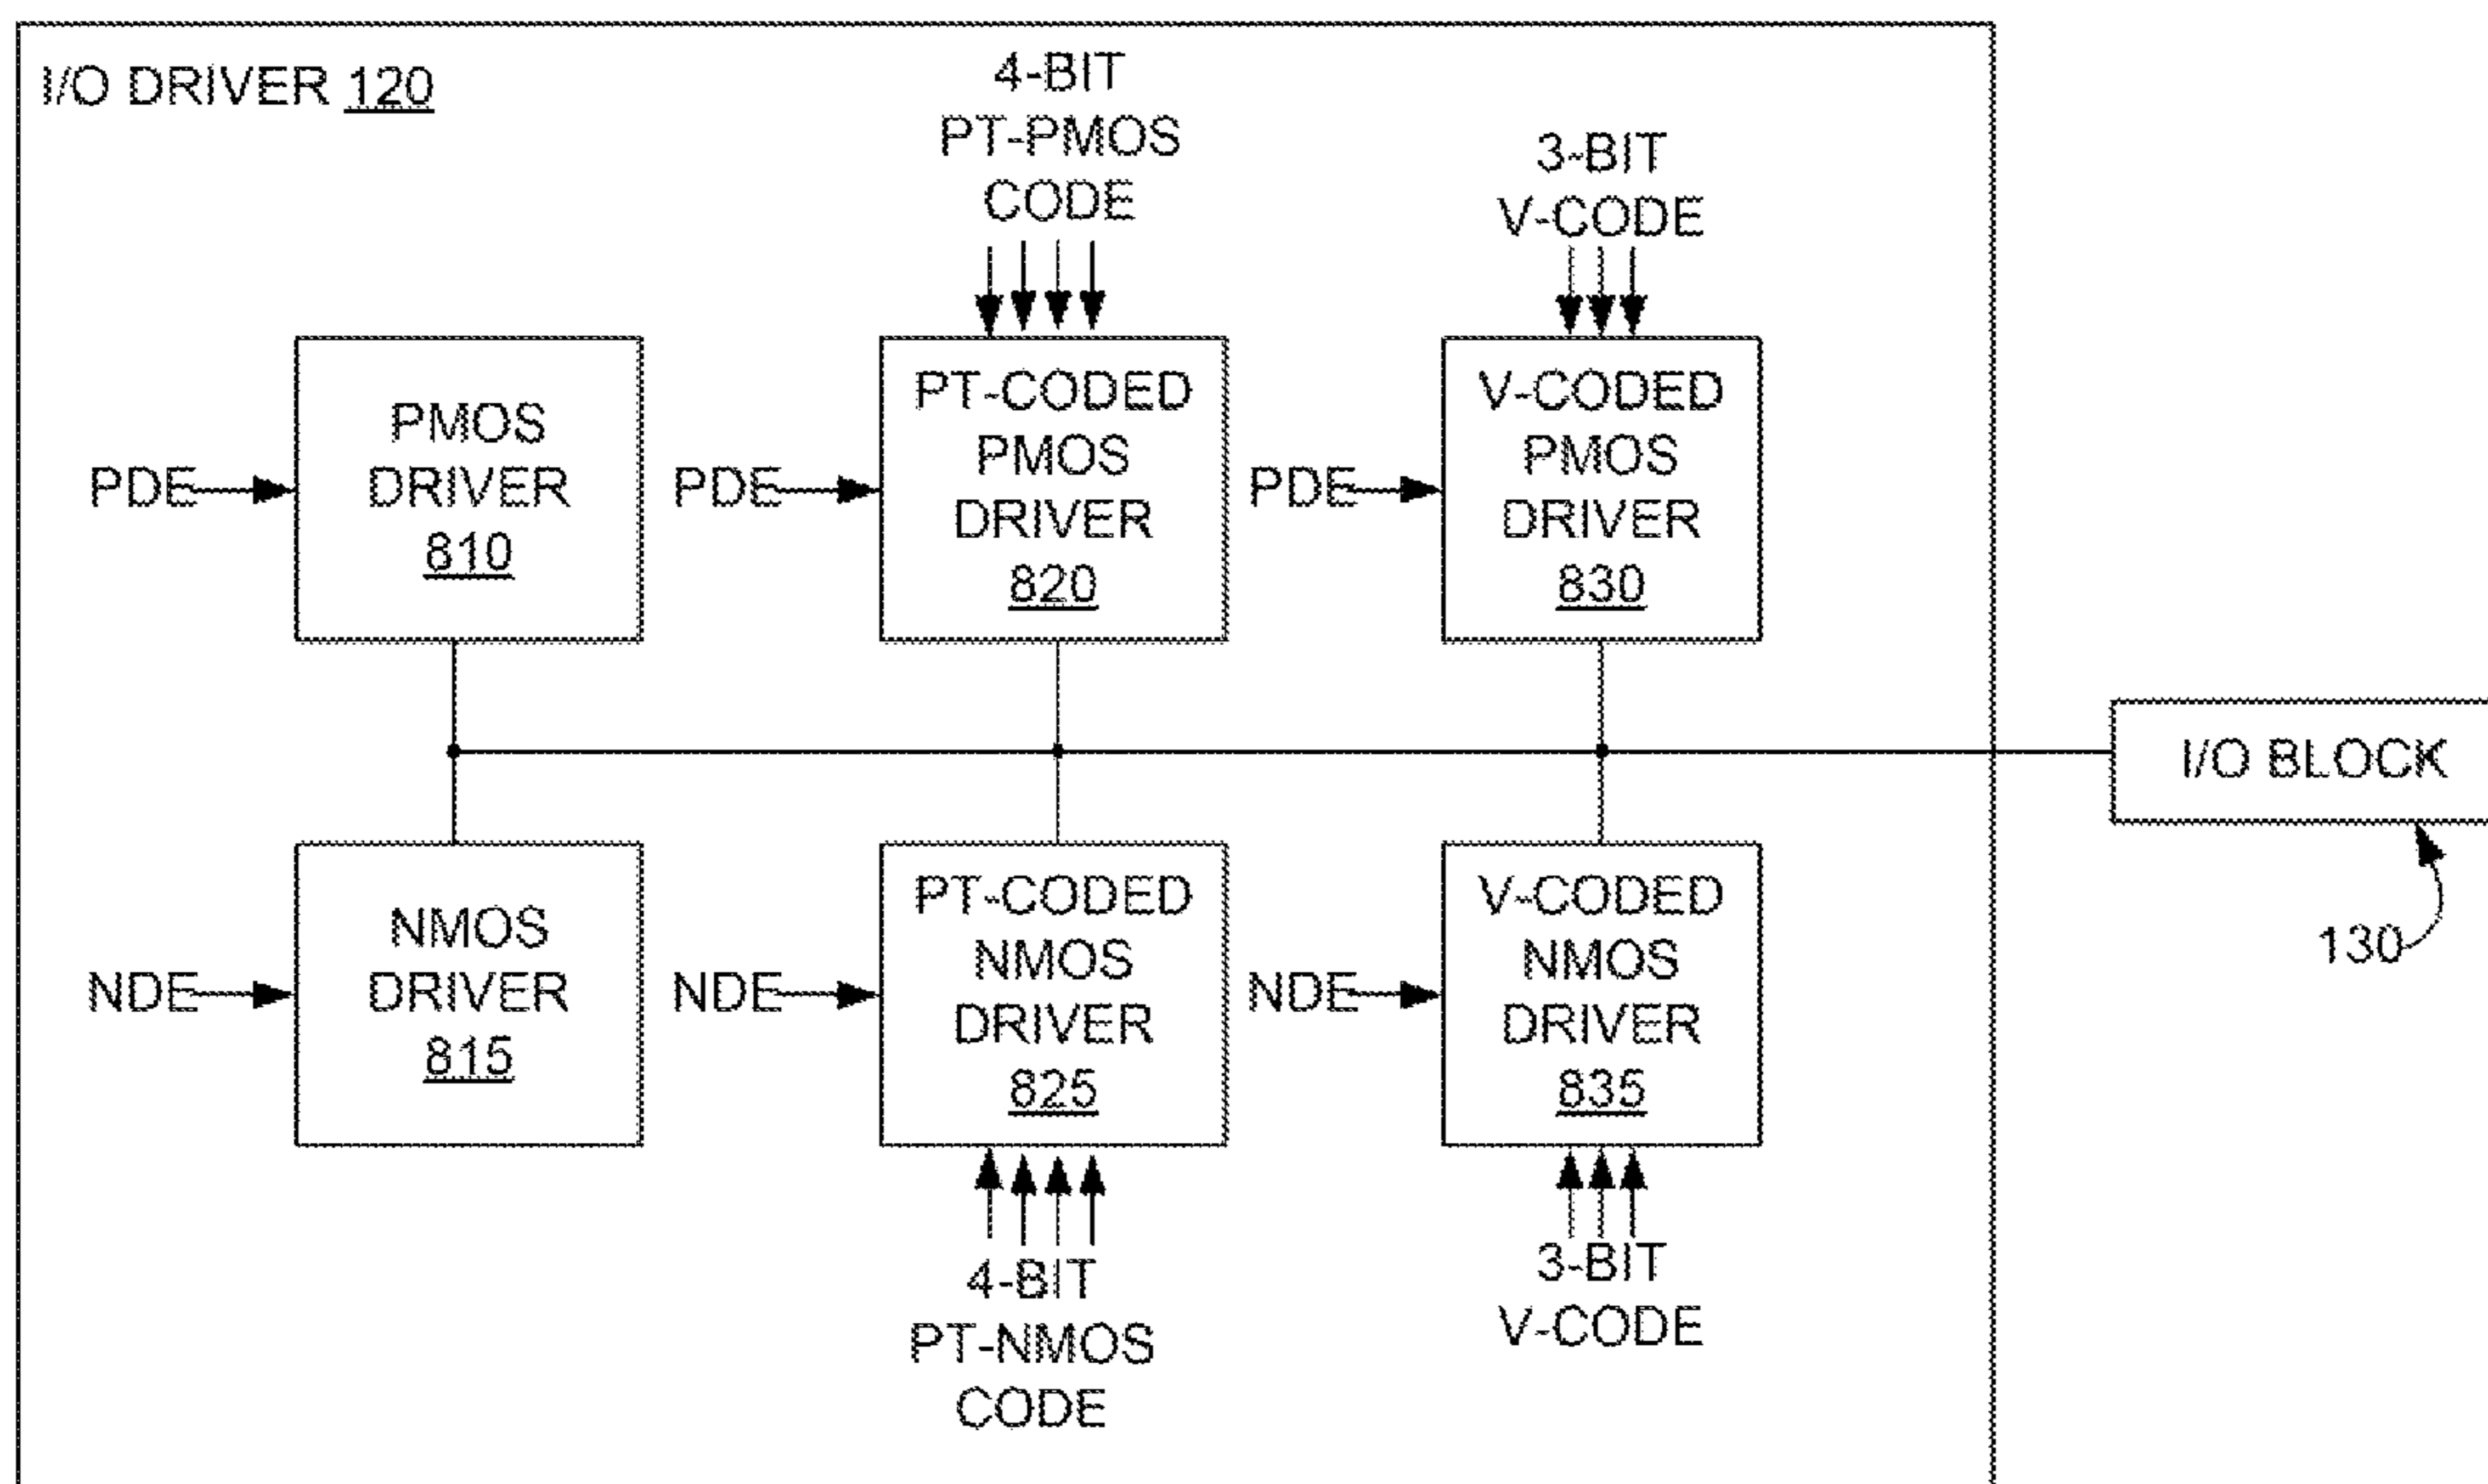 I/O DRIVER 120
4-BIT
PT-PMOS
CODE
3-BIT
V-CODE
PDE
PMOS
DRIVER
810
PDE
PT-CODED
PMOS
DRIVER
820
PDE
V-CODED
PMOS
DRIVER
830
I/O BLOCK
130
NDE
NMOS
DRIVER
815
NDE
PT-CODED
NMOS
DRIVER
825
NDE
V-CODED
NMOS
DRIVER
835
4-BIT
PT-NMOS
CODE
3-BIT
V-CODE